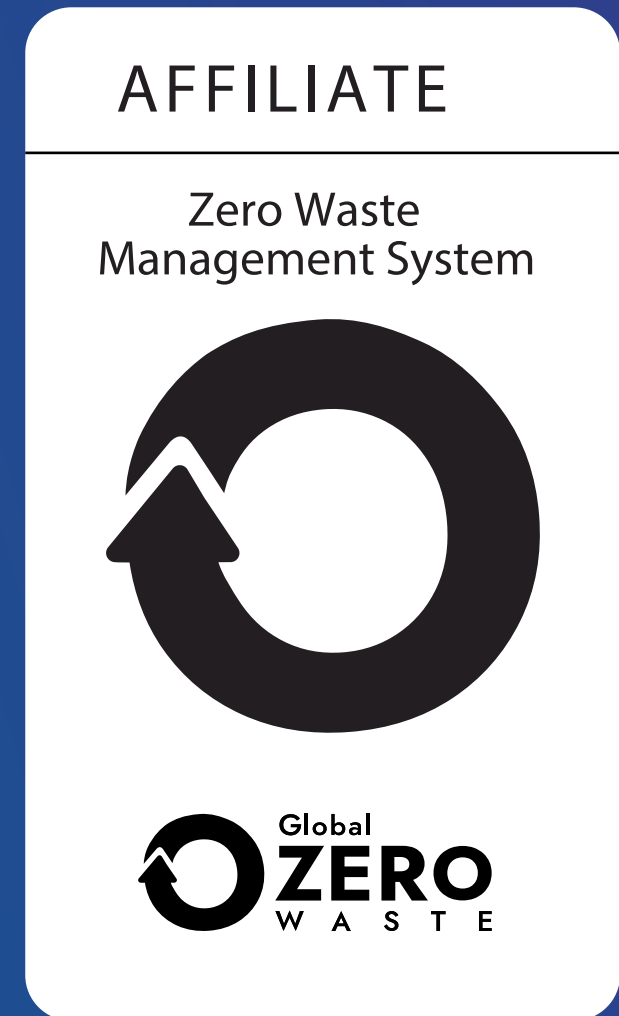 AFFILIATE
Zero Waste
Management System
Global
ZERO
WASTE